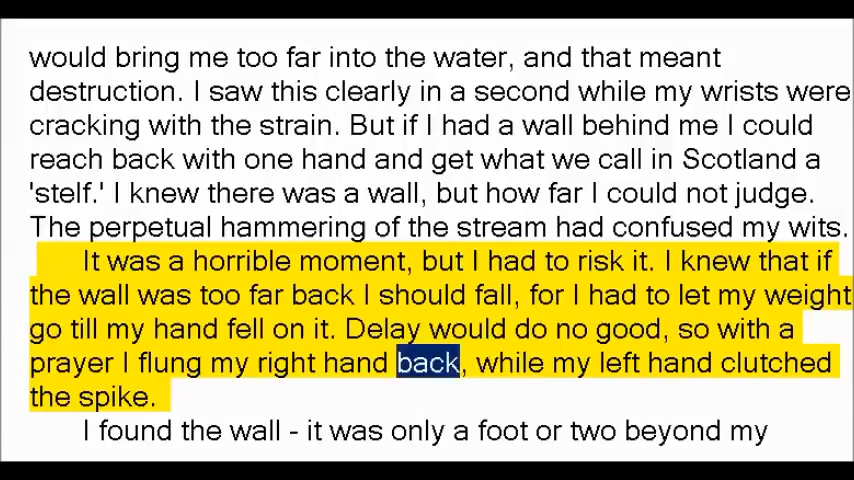 would bring me too far into the water, and that meant
destruction. I saw this clearly in a second while my wrists were
cracking with the strain. But if I had a wall behind me I could
reach back with one hand and get what we call in Scotland a
'stelf.' I knew there was a wall, but how far I could not judge.
The perpetual hammering of the stream had confused my wits.
It was a horrible moment, but I had to risk it. I knew that if
the wall was too far back I should fall, for I had to let my weight
go till my hand fell on it. Delay would do no good, so with a
prayer I flung my right hand back, while my left hand clutched
the spike.
I found the wall - it was only a foot or two beyond my